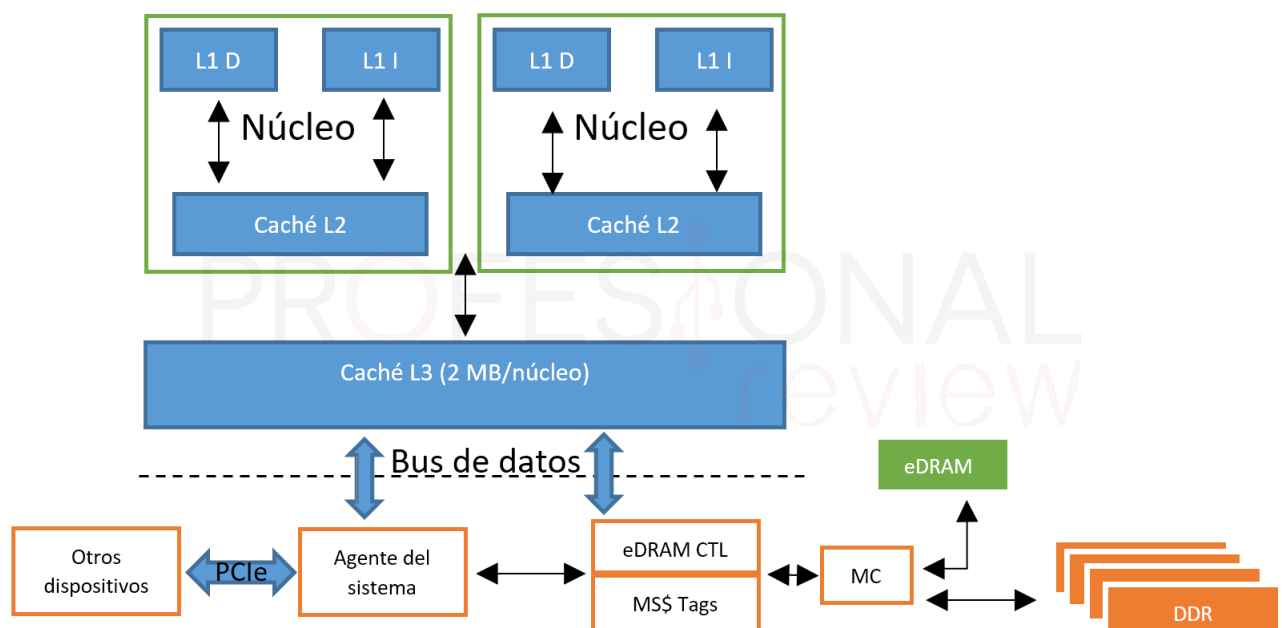 L1 D
L1 I
Núcleo
Caché L2
L1 D
L1 I
Núcleo
Caché L2
PROFESIONAL
review
Caché L3 (2 MB/núcleo)
Bus de datos
eDRAM
Otros
dispositivos
PCIe
Agente del
sistema
eDRAM CTL
MS$ Tags
MC
DDR